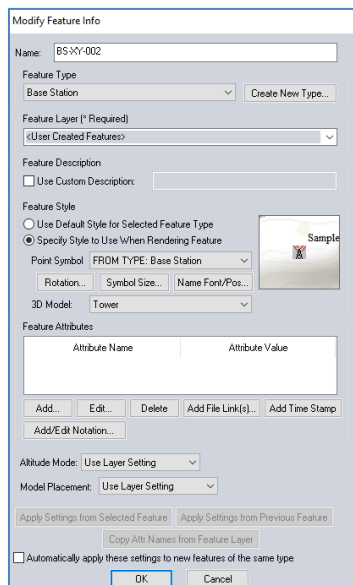 Modify Feature Info
Name: BS-XY-002
Feature Type
Base Station Create New Type...
Feature Layer (* Required)
<User Created Features>
Feature Description
Use Custom Description:
Feature Style
Use Default Style for Selected Feature Type
Specify Style to Use When Rendering Feature
Sample
Point Symbol FROM TYPE: Base Station
Rotation... Symbol Size... Name Font/Pos...
3D Model: Tower
Feature Attributes
Attribute Name Attribute Value
Add... Edit... Delete Add File Link(s)... Add Time Stamp
Add/Edit Notation...
Altitude Mode: Use Layer Setting
Model Placement: Use Layer Setting
Apply Settings from Selected Feature Apply Settings from Previous Feature
Copy Attr Names from Feature Layer
Automatically apply these settings to new features of the same type
OK Cancel